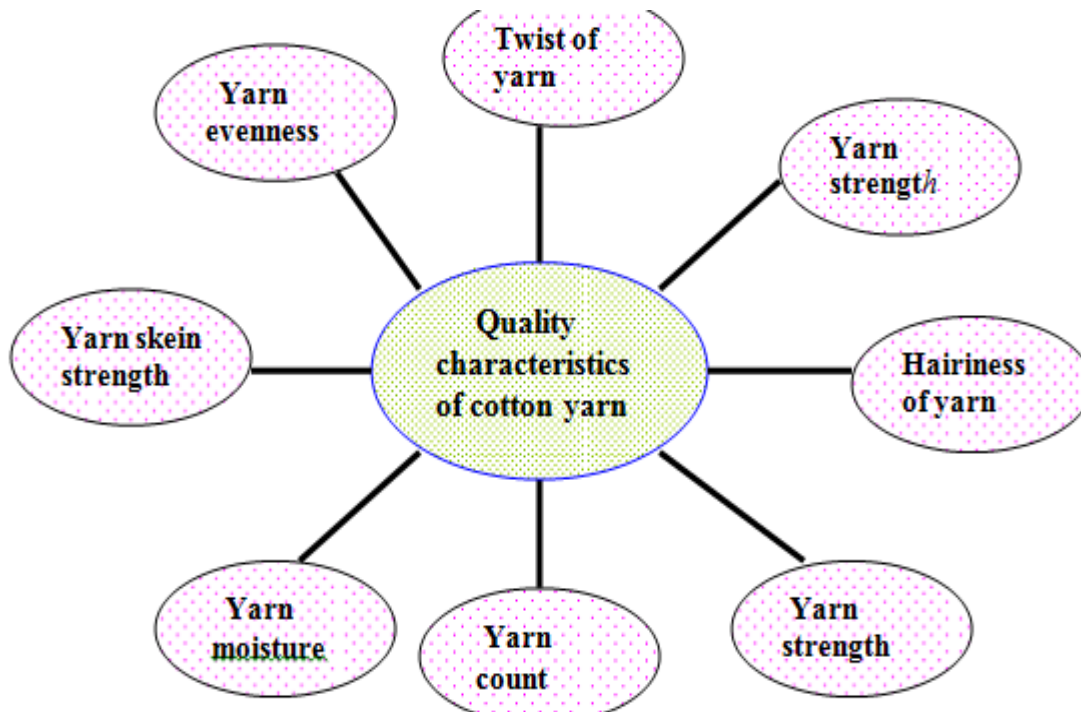 Twist of
yarn
Yarn
evenness
Yarn
strength
Quality
characteristics
of cotton yarn
Yarn skein
strength
Hairiness
of yarn
Yarn
moisture
Yarn
count
Yarn
strength